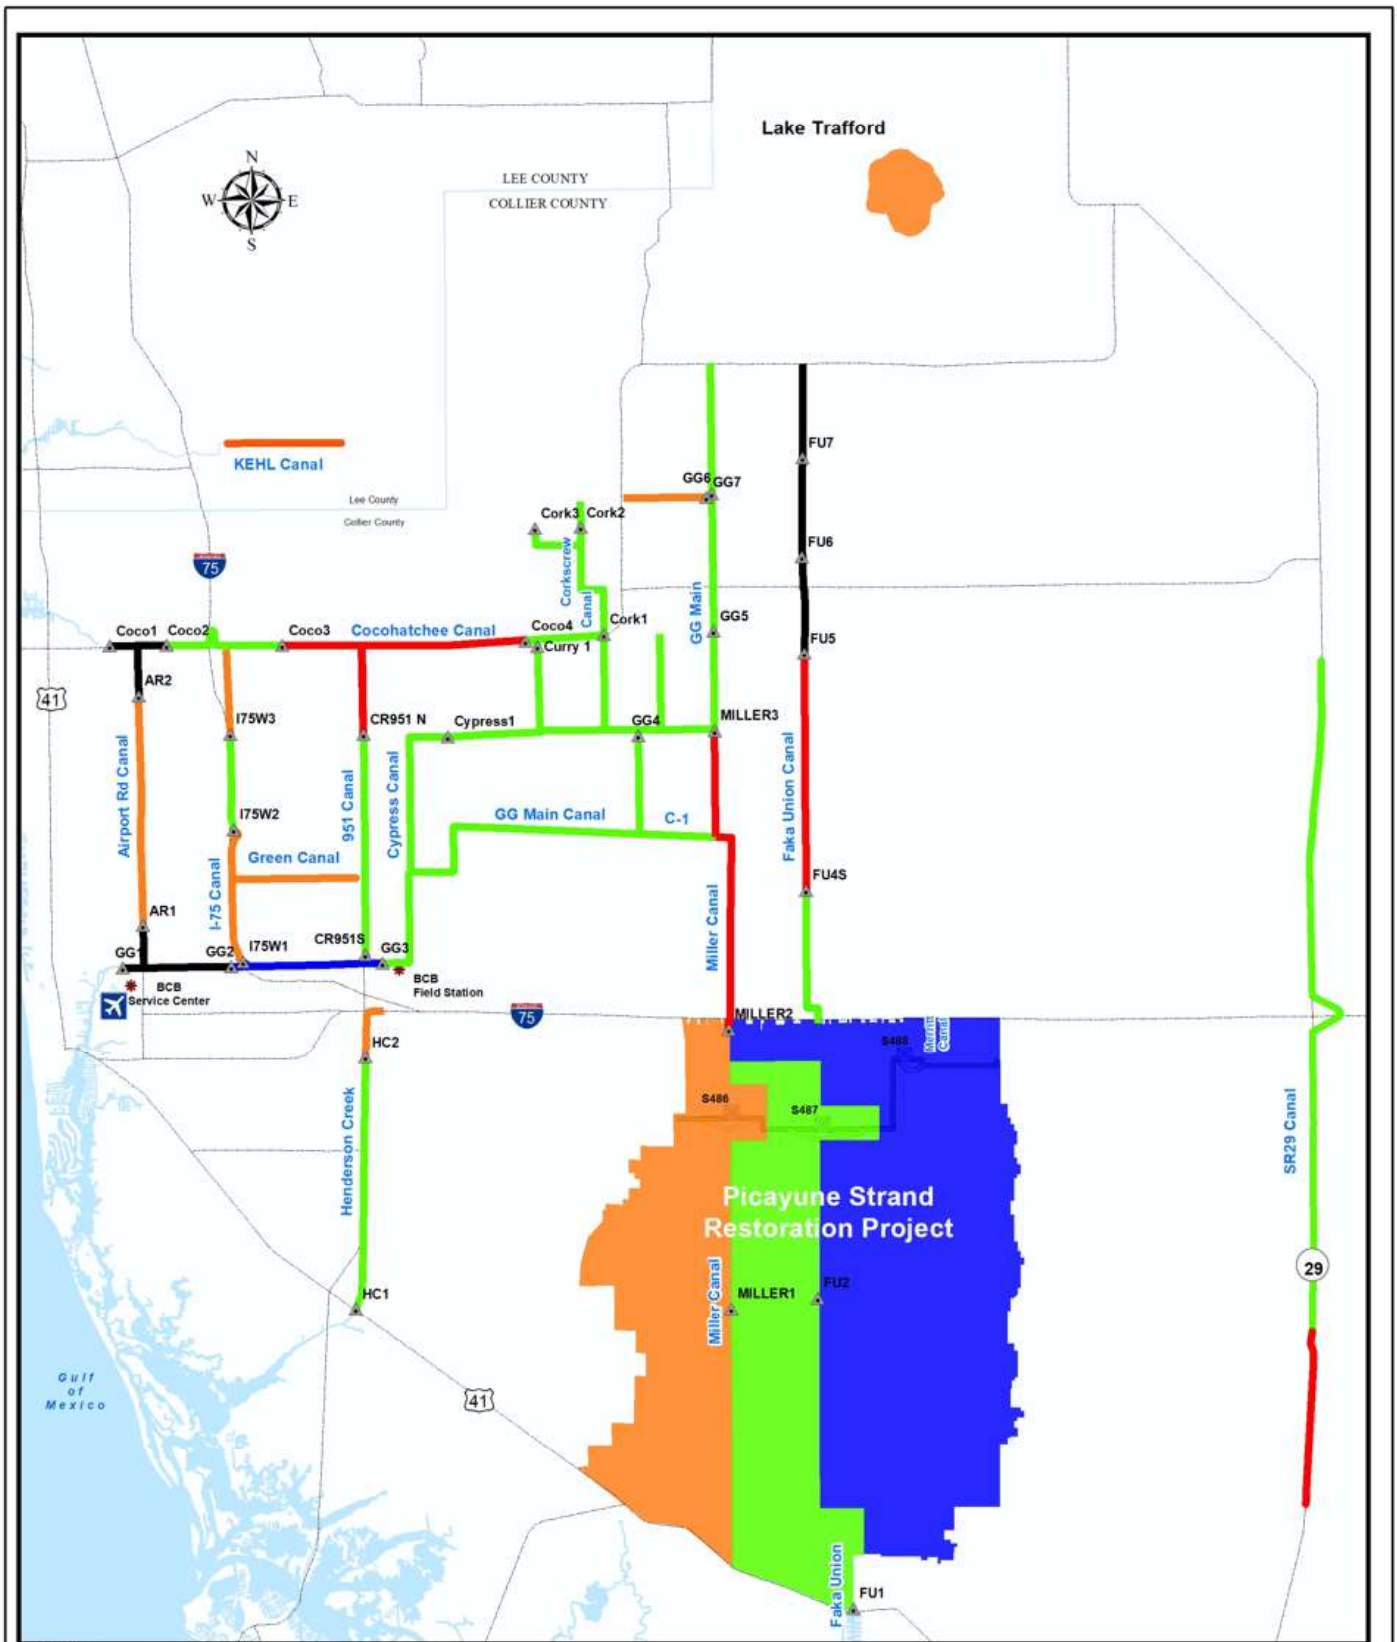 Lake Trafford
N
W
E
S
LEE COUNTY
COLLIER COUNTY
FU7
KEHL Canal
GG6
GG7
Lee County
Collier County
Cork3
Cork2
FU6
75
Corkscrew
Canal
GG Main
Coco1
Coco2
Coco3
Cocohatchee Canal
Coco4
Cork1
GG5
Curry 1
FU5
AR2
41
I75W3
CR951 N
Cypress1
GG4
MILLER3
Airport Rd Canal
951 Canal
Cypress Canal
Faka Union Canal
I75W2
GG Main Canal
C-1
Green Canal
I-75 Canal
FU4S
Miller Canal
AR1
GG1
GG2
I75W1
CR951S
GG3
BCB
Field Station
BCB
Service Center
75
MILLER2
Merritt
Canal
HC2
S488
S486
S487
Henderson Creek
SR29 Canal
Picayune Strand
Restoration Project
29
HC1
Miller Canal
MILLER1
FU2
Gulf
of
Mexico
41
Faka Union
FU1